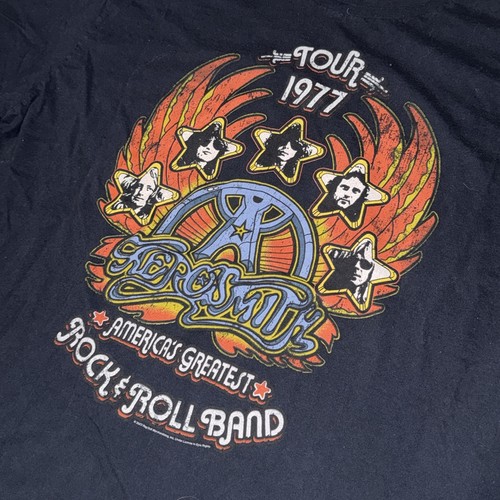 TOUR
1977
AEROSMITH
AMERICA'S GREATEST
ROCK & ROLL BAND